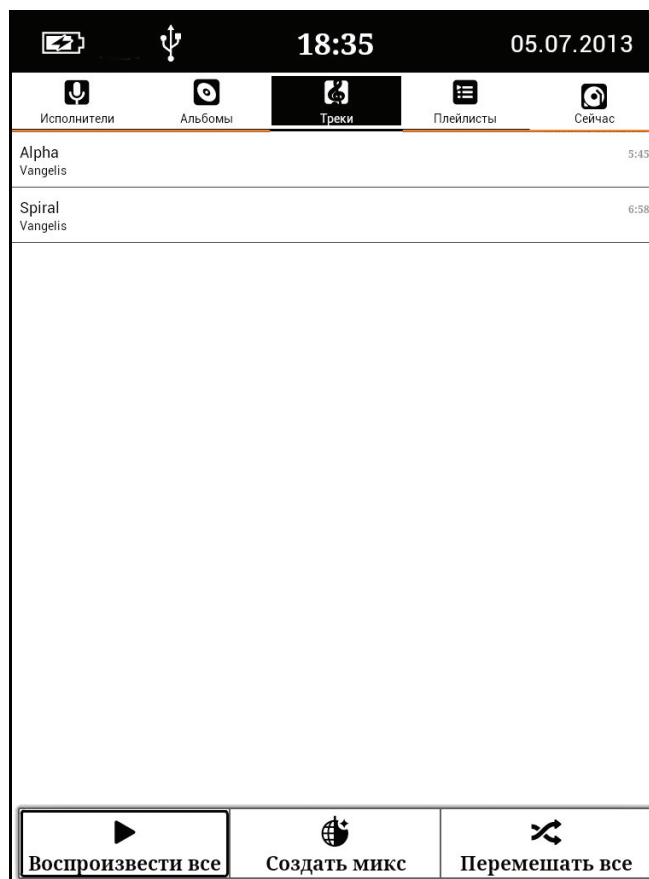 18:35 05.07.2013
Исполнители Альбомы Треки Плейлисты Сейчас
Alpha 5:45
Vangelis
Spiral 6:58
Vangelis
Воспроизвести все Создать микс Перемешать все